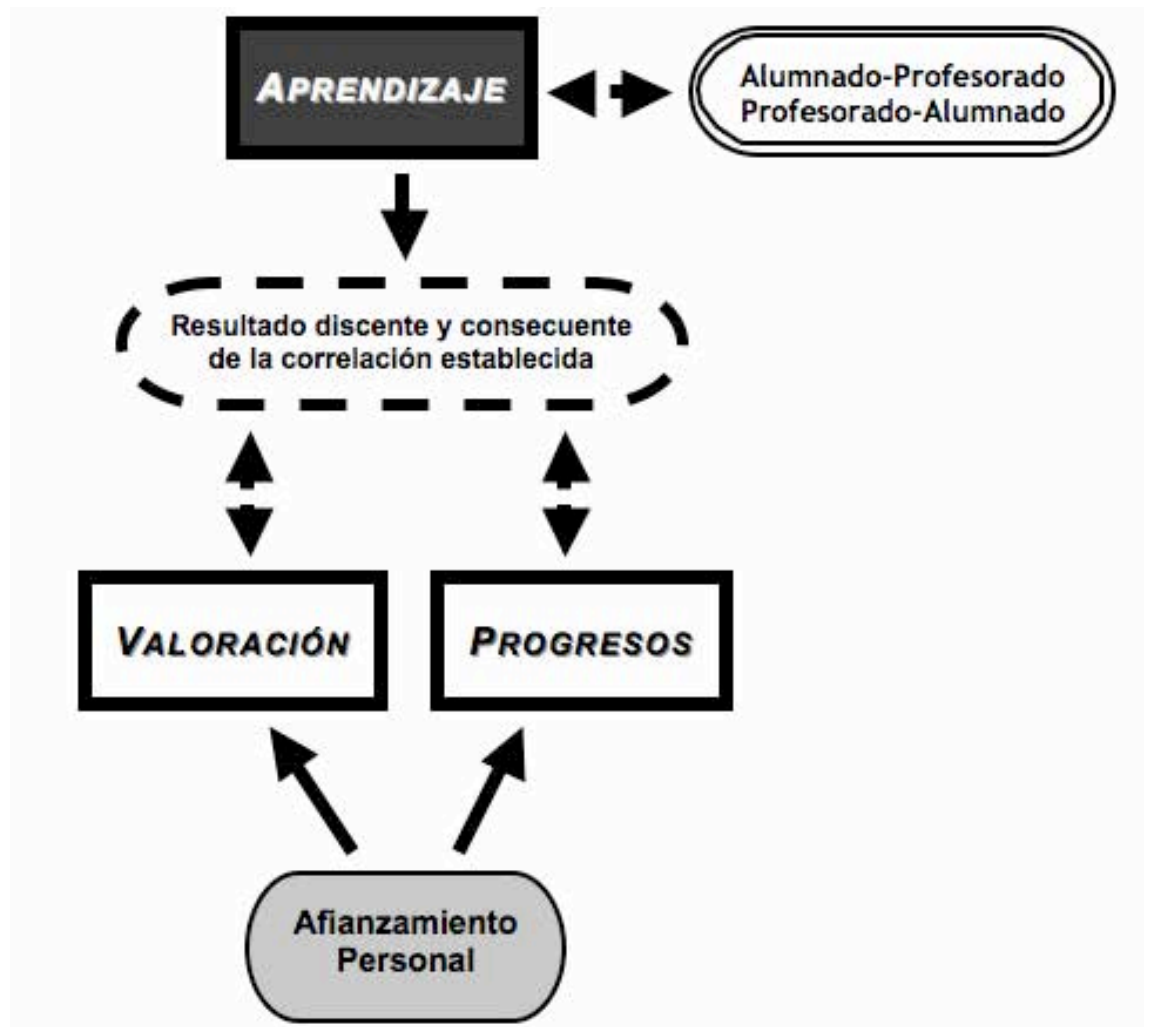 APRENDIZAJE
Alumnado-Profesorado
Profesorado-Alumnado
Resultado discente y consecuente
de la correlación establecida
VALORACIÓN
PROGRESOS
Afianzamiento
Personal